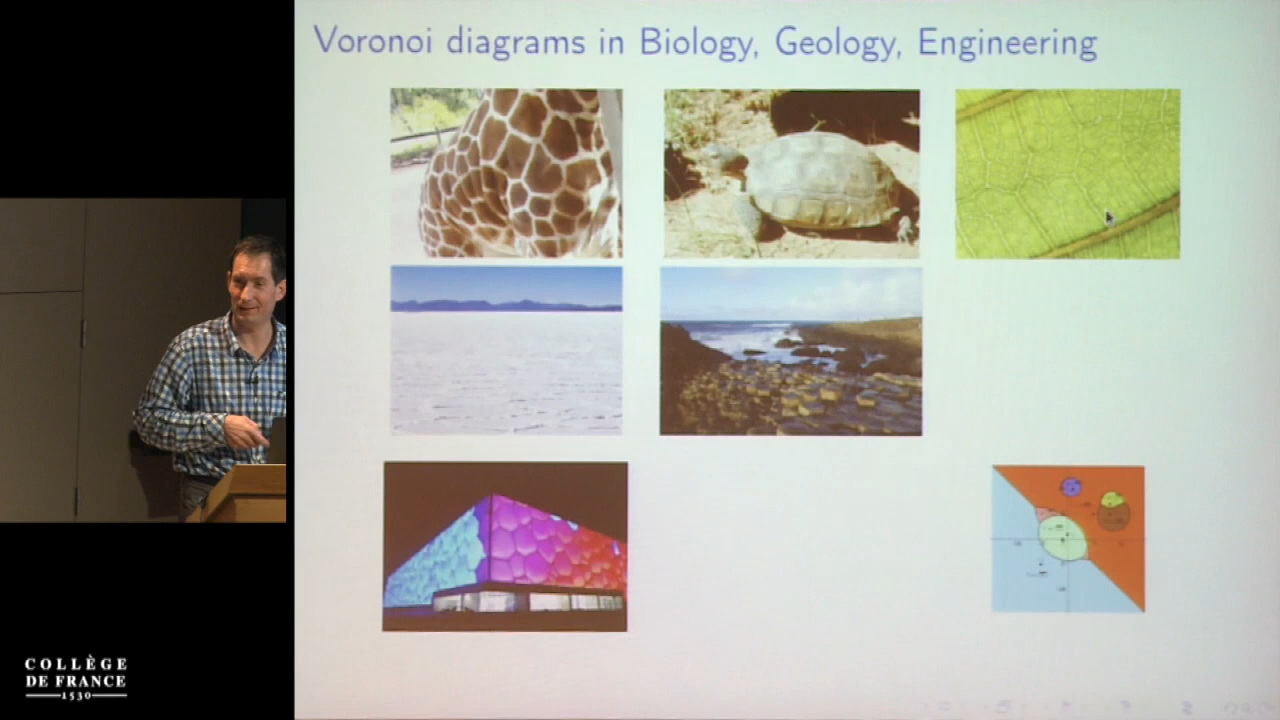 Voronoi diagrams in Biology, Geology, Engineering
COLLÈGE
DE FRANCE
1530